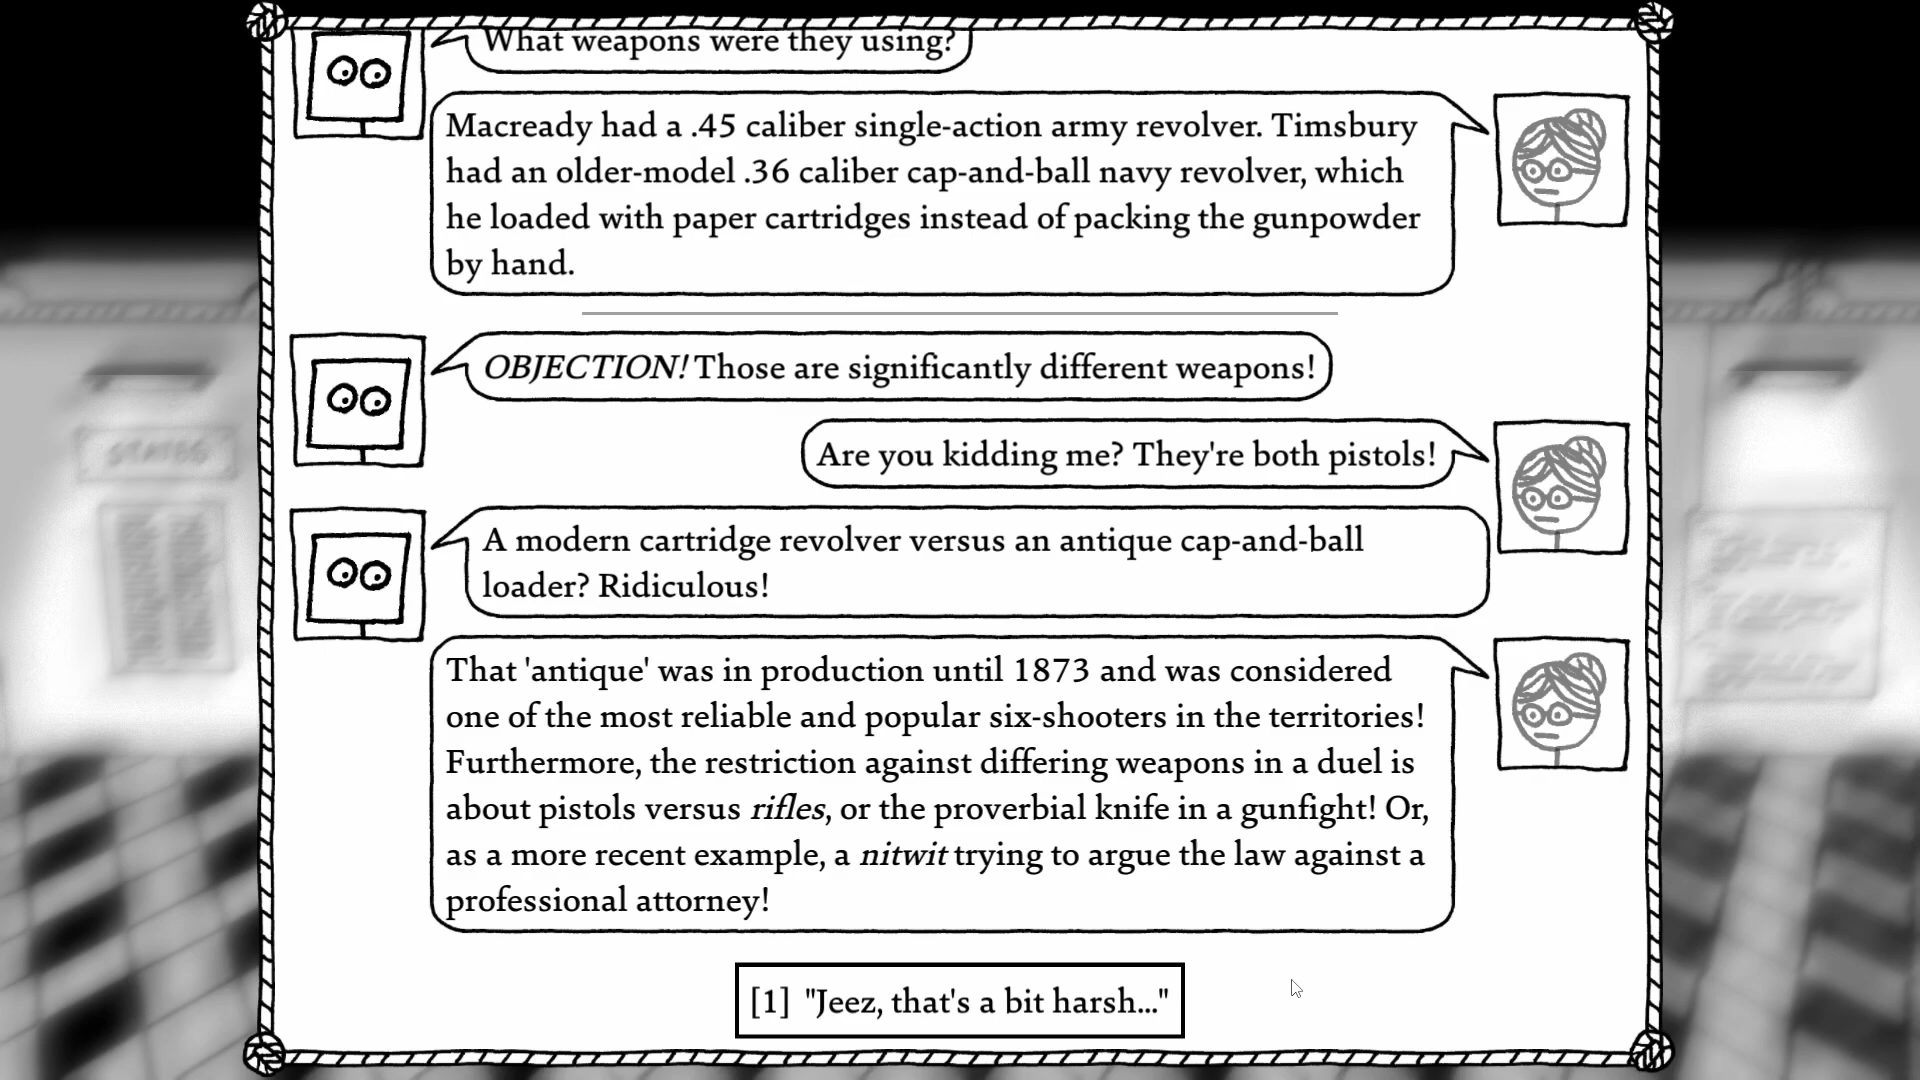 What weapons were they using?
Macready had a .45 caliber single-action army revolver. Timsbury
had an older-model .36 caliber cap-and-ball navy revolver, which
he loaded with paper cartridges instead of packing the gunpowder
by hand.
OBJECTION! Those are significantly different weapons!
Are you kidding me? They're both pistols!
A modern cartridge revolver versus an antique cap-and-ball
loader? Ridiculous!
That 'antique' was in production until 1873 and was considered
one of the most reliable and popular six-shooters in the territories!
Furthermore, the restriction against differing weapons in a duel is
about pistols versus rifles, or the proverbial knife in a gunfight! Or,
as a more recent example, a nitwit trying to argue the law against a
professional attorney!
[1] "Jeez, that's a bit harsh..."